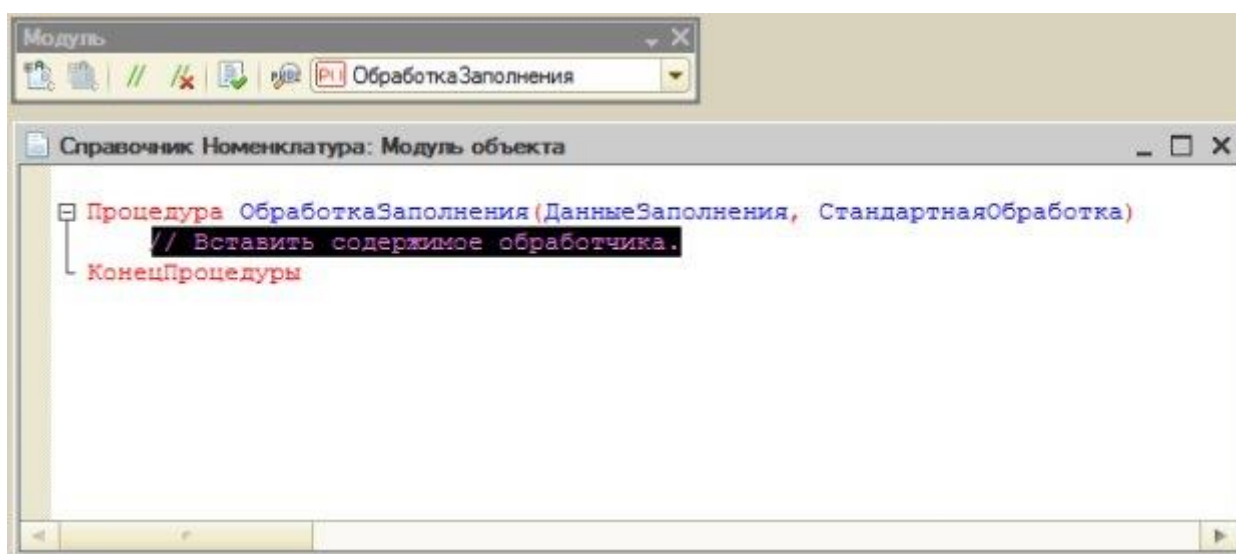 Модуль
ОбработкаЗаполнения
Справочник Номенклатура: Модуль объекта
Процедура ОбработкаЗаполнения(ДанныеЗаполнения, СтандартнаяОбработка)
// Вставить содержимое обработчика.
КонецПроцедуры